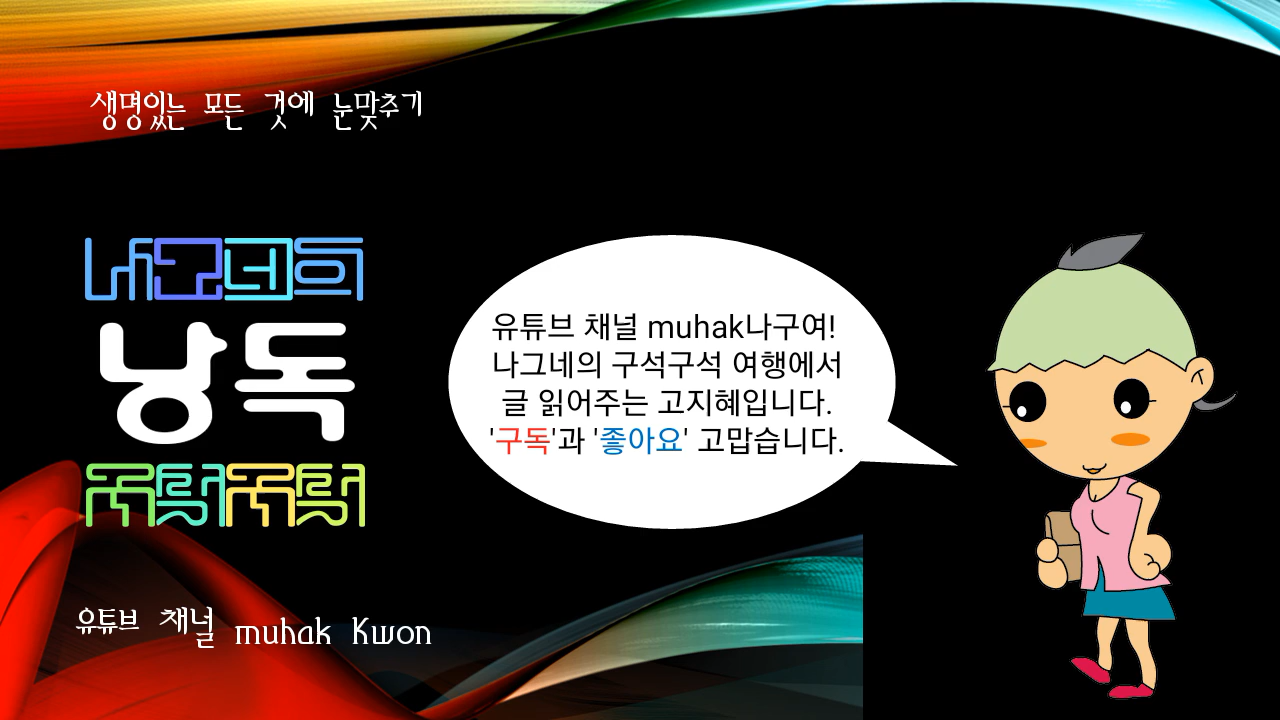 생명있는 모든 것에 눈맞추기
나그네의
낭독
구석구석
유튜브 채널 muhak나구여!
나그네의 구석구석 여행에서
글 읽어주는 고지혜입니다.
'구독'과 '좋아요' 고맙습니다.
유튜브 채널 muhak Kwon